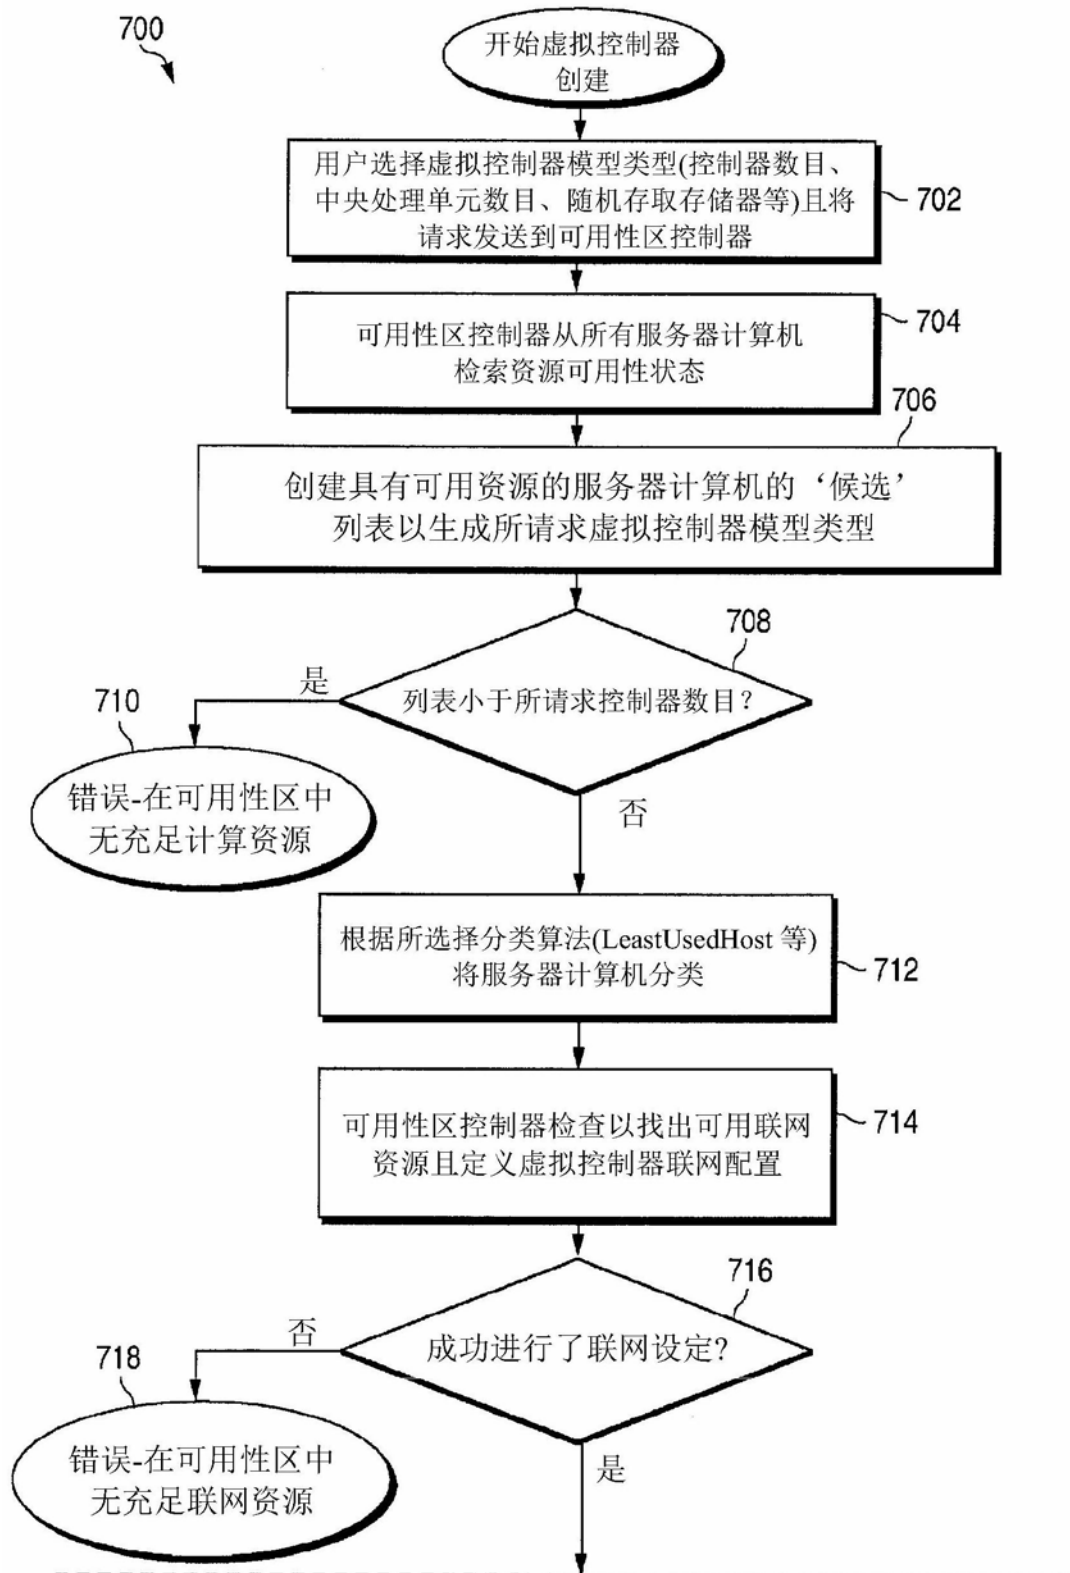 700
开始虚拟控制器
创建
用户选择虚拟控制器模型类型(控制器数目、
中央处理单元数目、随机存取存储器等)且将
请求发送到可用性区控制器
702
可用性区控制器从所有服务器计算机
检索资源可用性状态
704
706
创建具有可用资源的服务器计算机的‘候选’
列表以生成所请求虚拟控制器模型类型
708
列表小于所请求控制器数目?
是
710
错误-在可用性区中
无充足计算资源
否
根据所选择分类算法(LeastUsedHost 等)
将服务器计算机分类
712
可用性区控制器检查以找出可用联网
资源且定义虚拟控制器联网配置
714
716
成功进行了联网设定?
否
718
错误-在可用性区中
无充足联网资源
是